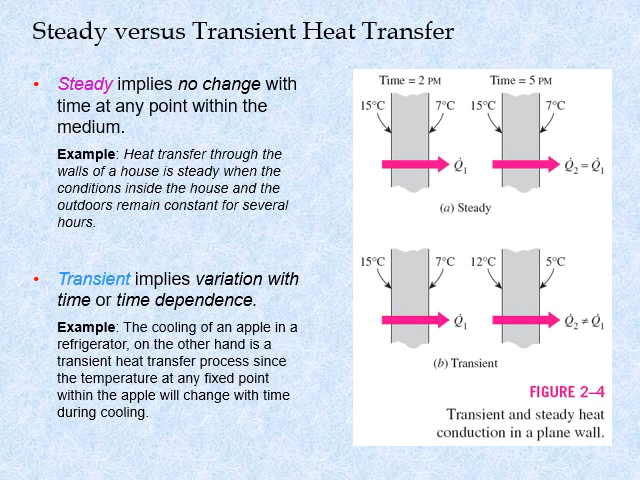 Steady versus Transient Heat Transfer
• Steady implies no change with
time at any point within the
medium.
Example: Heat transfer through the
walls of a house is steady when the
conditions inside the house and the
outdoors remain constant for several
hours.
• Transient implies variation with
time or time dependence.
Example: The cooling of an apple in a
refrigerator, on the other hand is a
transient heat transfer process since
the temperature at any fixed point
within the apple will change with time
during cooling.
Time = 2 PM Time = 5 PM
15°C 7°C 15°C 7°C
Q̇₁ Q̇₂ = Q̇₁
(a) Steady
15°C 7°C 12°C 5°C
Q̇₁ Q̇₂ ≠ Q̇₁
(b) Transient
FIGURE 2–4
Transient and steady heat
conduction in a plane wall.